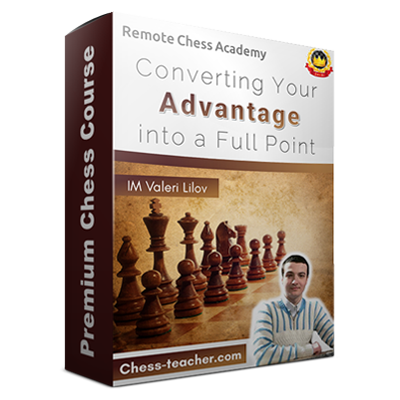 Remote Chess Academy
Converting Your
Advantage
into a Full Point
IM Valeri Lilov
Chess-teacher.com
Premium Chess Course